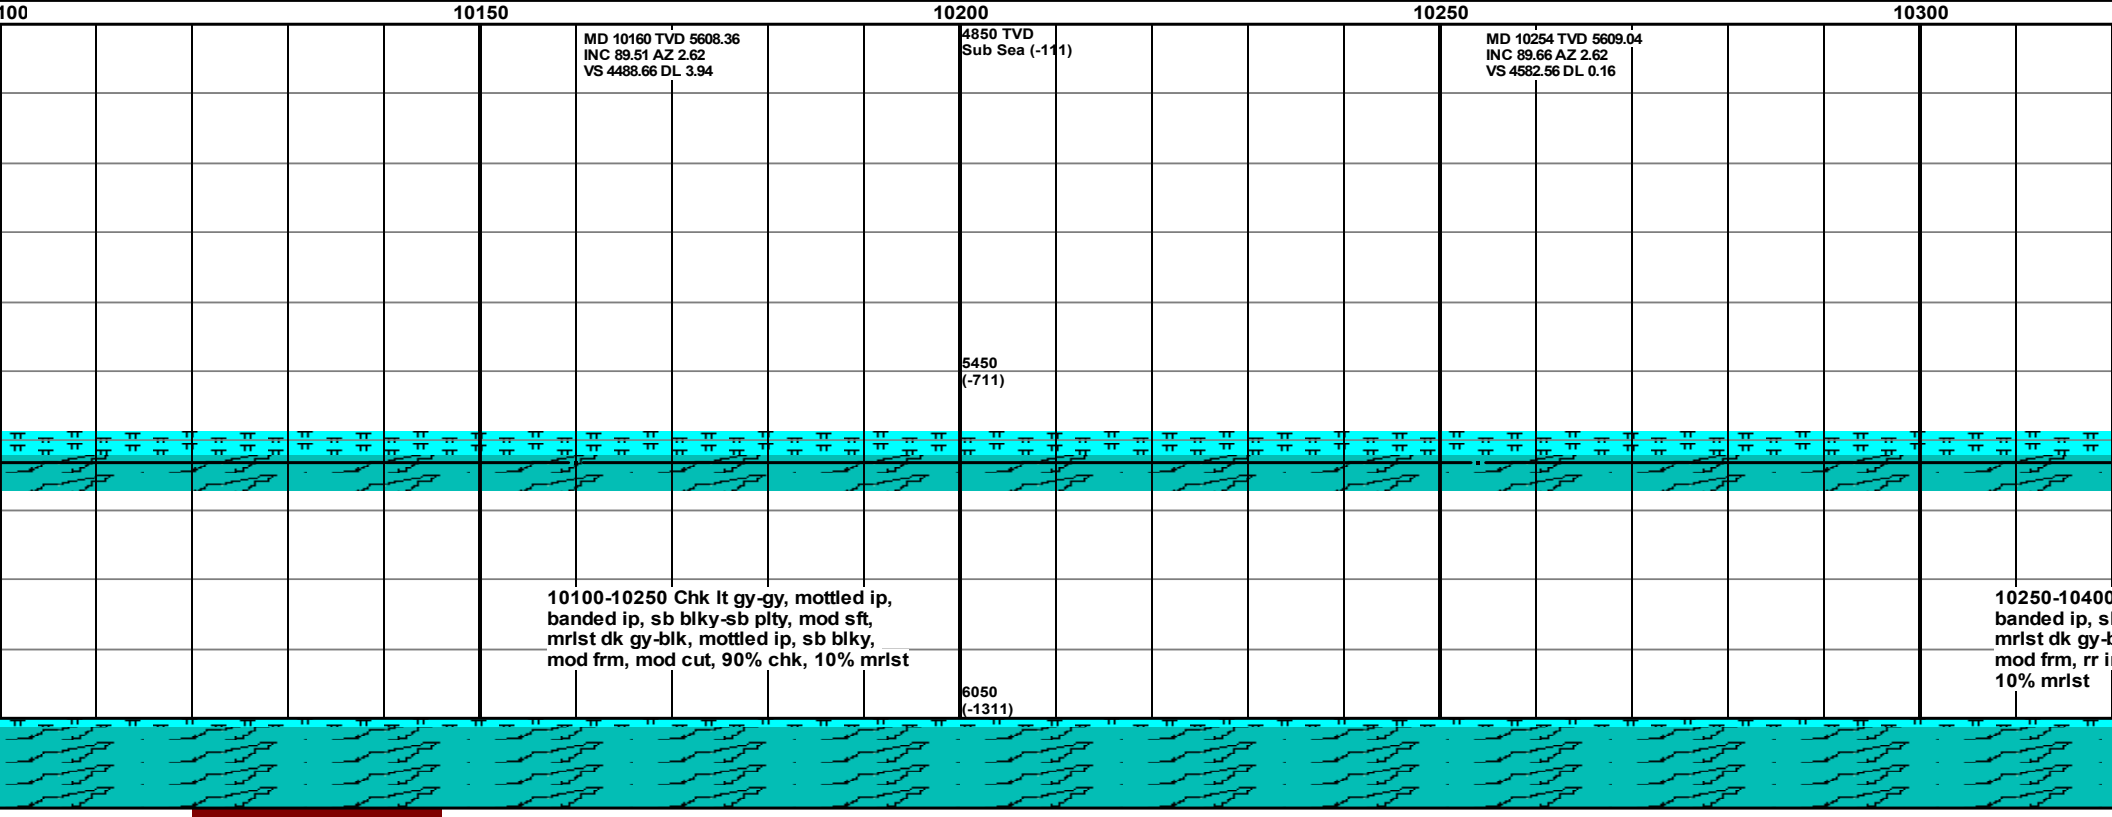 100 10150 10200 10250 10300
MD 10160 TVD 5608.36
INC 89.51 AZ 2.62
VS 4488.66 DL 3.94
4850 TVD
Sub Sea (-111)
MD 10254 TVD 5609.04
INC 89.66 AZ 2.62
VS 4582.56 DL 0.16
5450
(-711)
10100-10250 Chk lt gy-gy, mottled ip,
banded ip, sb blky-sb plty, mod sft,
mrlst dk gy-blk, mottled ip, sb blky,
mod frm, mod cut, 90% chk, 10% mrlst
6050
(-1311)
10250-10400
banded ip, sb
mrlst dk gy-b
mod frm, rr i
10% mrlst